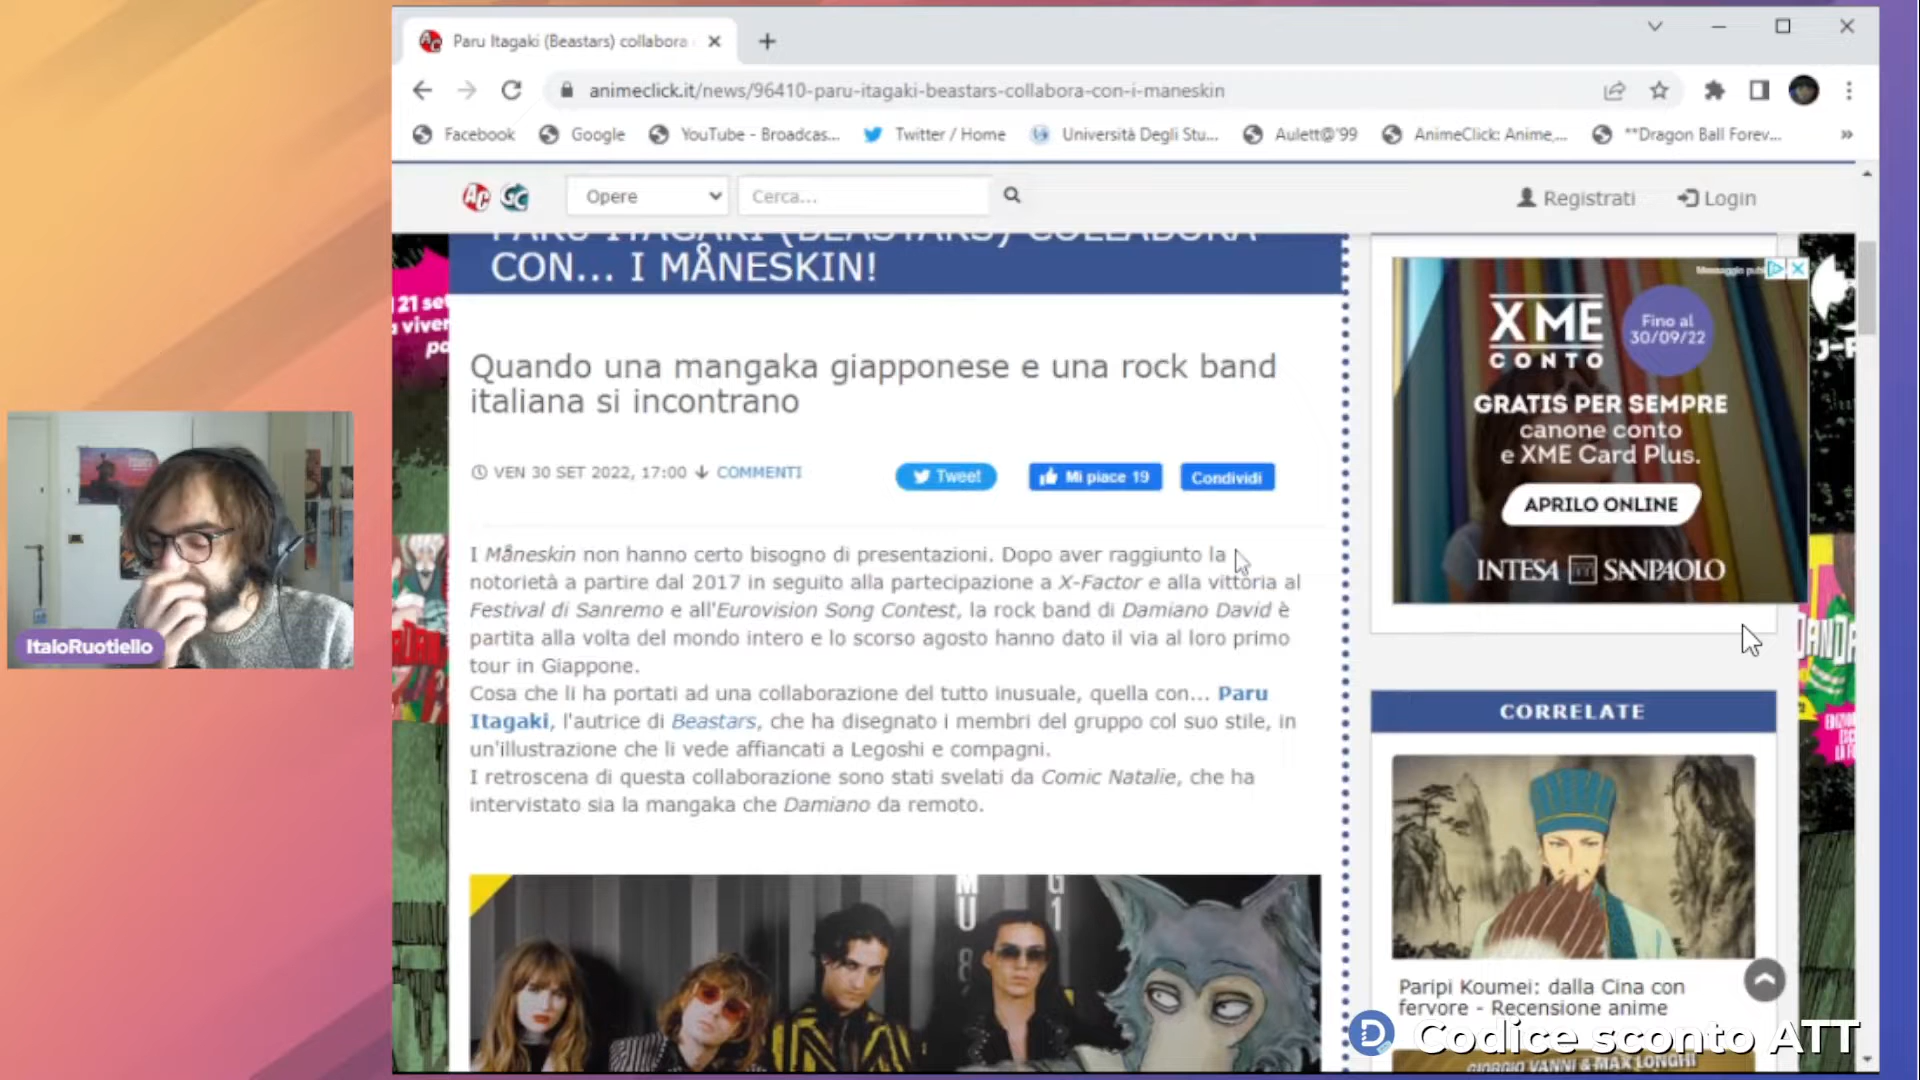 Paru Itagaki (Beastars) collabora
animeclick.it/news/96410-paru-itagaki-beastars-collabora-con-i-maneskin
Facebook
Google
YouTube - Broadcas...
Twitter / Home
Università Degli Stu...
Aulett@'99
AnimeClick: Anime,...
**Dragon Ball Forev...
»
AC
GC
Opere
Cerca...
Registrati
Login
PARU ITAGAKI (BEASTARS) COLLABORA
CON... I MÅNESKIN!
Quando una mangaka giapponese e una rock band
italiana si incontrano
VEN 30 SET 2022, 17:00
COMMENTI
Tweet
Mi piace 19
Condividi
I Måneskin non hanno certo bisogno di presentazioni. Dopo aver raggiunto la
notorietà a partire dal 2017 in seguito alla partecipazione a X-Factor e alla vittoria al
Festival di Sanremo e all'Eurovision Song Contest, la rock band di Damiano David è
partita alla volta del mondo intero e lo scorso agosto hanno dato il via al loro primo
tour in Giappone.
Cosa che li ha portati ad una collaborazione del tutto inusuale, quella con... Paru
Itagaki, l'autrice di Beastars, che ha disegnato i membri del gruppo col suo stile, in
un'illustrazione che li vede affiancati a Legoshi e compagni.
I retroscena di questa collaborazione sono stati svelati da Comic Natalie, che ha
intervistato sia la mangaka che Damiano da remoto.
XME
CONTO
Fino al
30/09/22
GRATIS PER SEMPRE
canone conto
e XME Card Plus.
APRILO ONLINE
INTESA SANPAOLO
CORRELATE
Paripi Koumei: dalla Cina con
fervore - Recensione anime
GIORGIO VANNI & MAX LONGHI
ItaloRuotiello
Codice sconto ATT